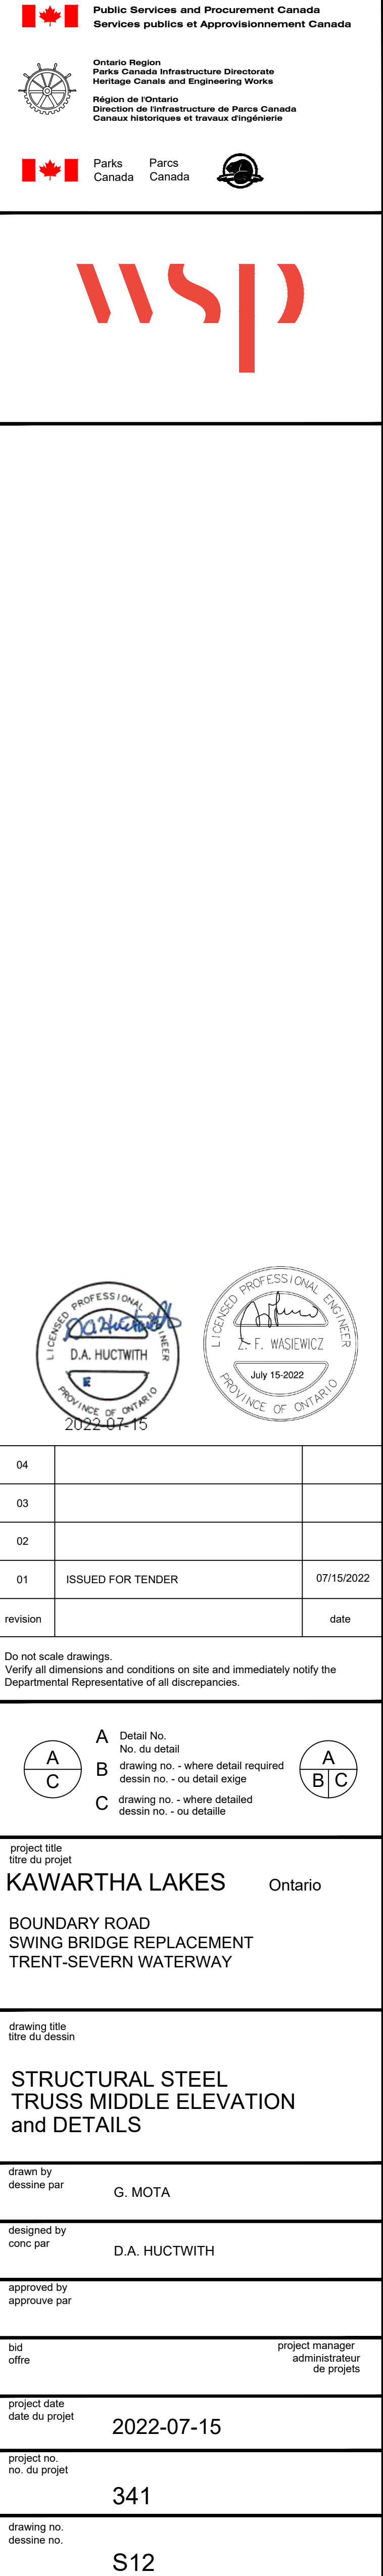 Public Services and Procurement Canada
Services publics et Approvisionnement Canada
Ontario Region
Parks Canada Infrastructure Directorate
Heritage Canals and Engineering Works
Région de l'Ontario
Direction de l'infrastructure de Parcs Canada
Canaux historiques et travaux d'ingénierie
Parks Parcs
Canada Canada
wsp
LICENSED PROFESSIONAL ENGINEER
D.A. HUCTWITH
PROVINCE OF ONTARIO
2022-07-15
LICENSED PROFESSIONAL ENGINEER
Z. F. WASIEWICZ
July 15-2022
PROVINCE OF ONTARIO
04
03
02
01 ISSUED FOR TENDER 07/15/2022
revision date
Do not scale drawings.
Verify all dimensions and conditions on site and immediately notify the
Departmental Representative of all discrepancies.
A
C
A Detail No.
No. du detail
B drawing no. - where detail required
dessin no. - ou detail exige
C drawing no. - where detailed
dessin no. - ou detaille
A
B C
project title
titre du projet
KAWARTHA LAKES Ontario
BOUNDARY ROAD
SWING BRIDGE REPLACEMENT
TRENT-SEVERN WATERWAY
drawing title
titre du dessin
STRUCTURAL STEEL
TRUSS MIDDLE ELEVATION
and DETAILS
drawn by
dessine par
G. MOTA
designed by
conc par
D.A. HUCTWITH
approved by
approuve par
bid
offre
project manager
administrateur
de projets
project date
date du projet
2022-07-15
project no.
no. du projet
341
drawing no.
dessine no.
S12